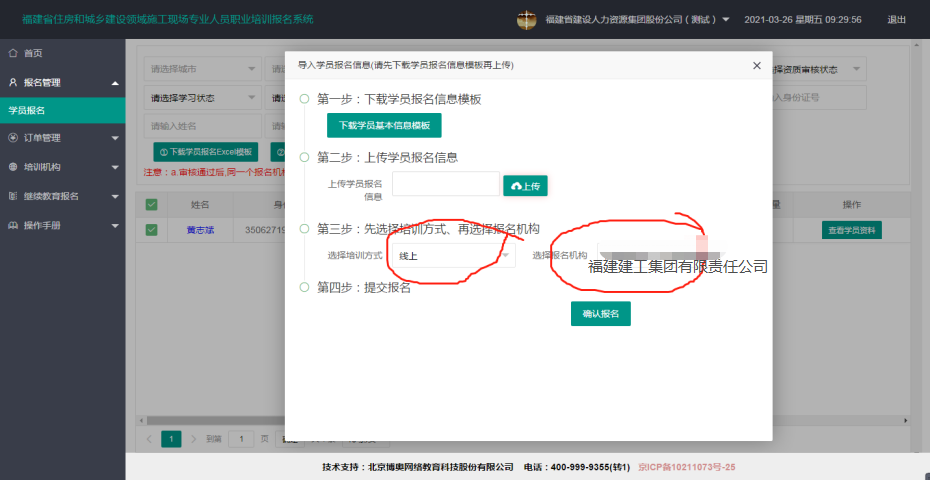 福建省住房和城乡建设领域施工现场专业人员职业培训报名系统
福建省建设人力资源集团股份公司（测试）
2021-03-26 星期五 09:29:56
退出
首页
报名管理
学员报名
订单管理
培训机构
继续教育报名
操作手册
请选择城市
择资质审核状态
请选择学习状态
入身份证号
请输入姓名
①下载学员报名Excel模板
②
注意：a.审核通过后,同一个报名机
姓名
操作
黄志斌
35062719
查看学员资料
导入学员报名信息(请先下载学员报名信息模板再上传)
第一步：下载学员报名信息模板
下载学员基本信息模板
第二步：上传学员报名信息
上传学员报名
信息
上传
第三步：先选择培训方式、再选择报名机构
选择培训方式
线上
选择报名机构
福建建工集团有限责任公司
第四步：提交报名
确认报名
1
到第
1
页
技术支持：北京博奥网络教育科技股份有限公司 电话：400-999-9355(转1) 京ICP备10211073号-25